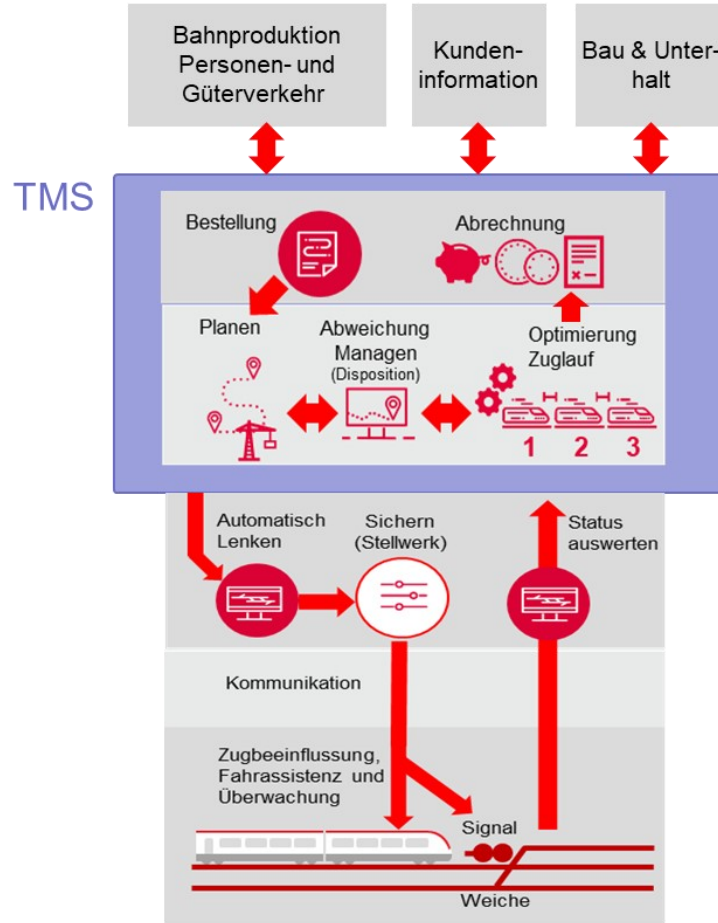 Bahnproduktion
Personen- und
Güterverkehr
Kunden-
information
Bau & Unter-
halt
TMS
Bestellung
Abrechnung
Planen
Abweichung
Managen
(Disposition)
Optimierung
Zuglauf
1 2 3
Automatisch
Lenken
Sichern
(Stellwerk)
Status
auswerten
Kommunikation
Zugbeeinflussung,
Fahrassistenz und
Überwachung
Signal
Weiche